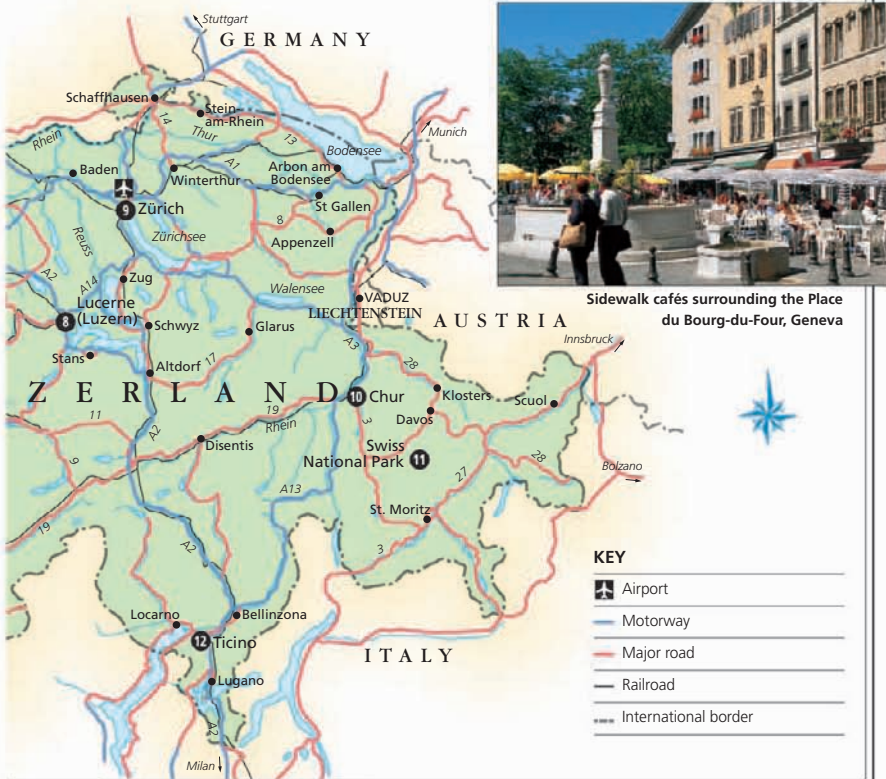 Stuttgart
GERMANY
Schaffhausen
Stein
am-Rhein
14
Thur
13
Rhein
Bodensee
Munich
Baden
A1
Winterthur
Arbon am
Bodensee
9 Zürich
St Gallen
8
Appenzell
Reuss
Zürichsee
A2
A14
Zug
Walensee
VADUZ
LIECHTENSTEIN
Lucerne
(Luzern)
8
Schwyz
Glarus
AUSTRIA
Sidewalk cafés surrounding the Place
du Bourg-du-Four, Geneva
A3
Innsbruck
Stans
Altdorf
17
28
ZERLAND
10 Chur
Klosters
Scuol
Davos
11
19
Rhein
3
A2
Disentis
Swiss
National Park 11
9
28
27
Bolzano
A13
St. Moritz
19
A2
3
KEY
Airport
Motorway
Major road
Railroad
International border
Locarno
Bellinzona
12 Ticino
ITALY
Lugano
A2
Milan